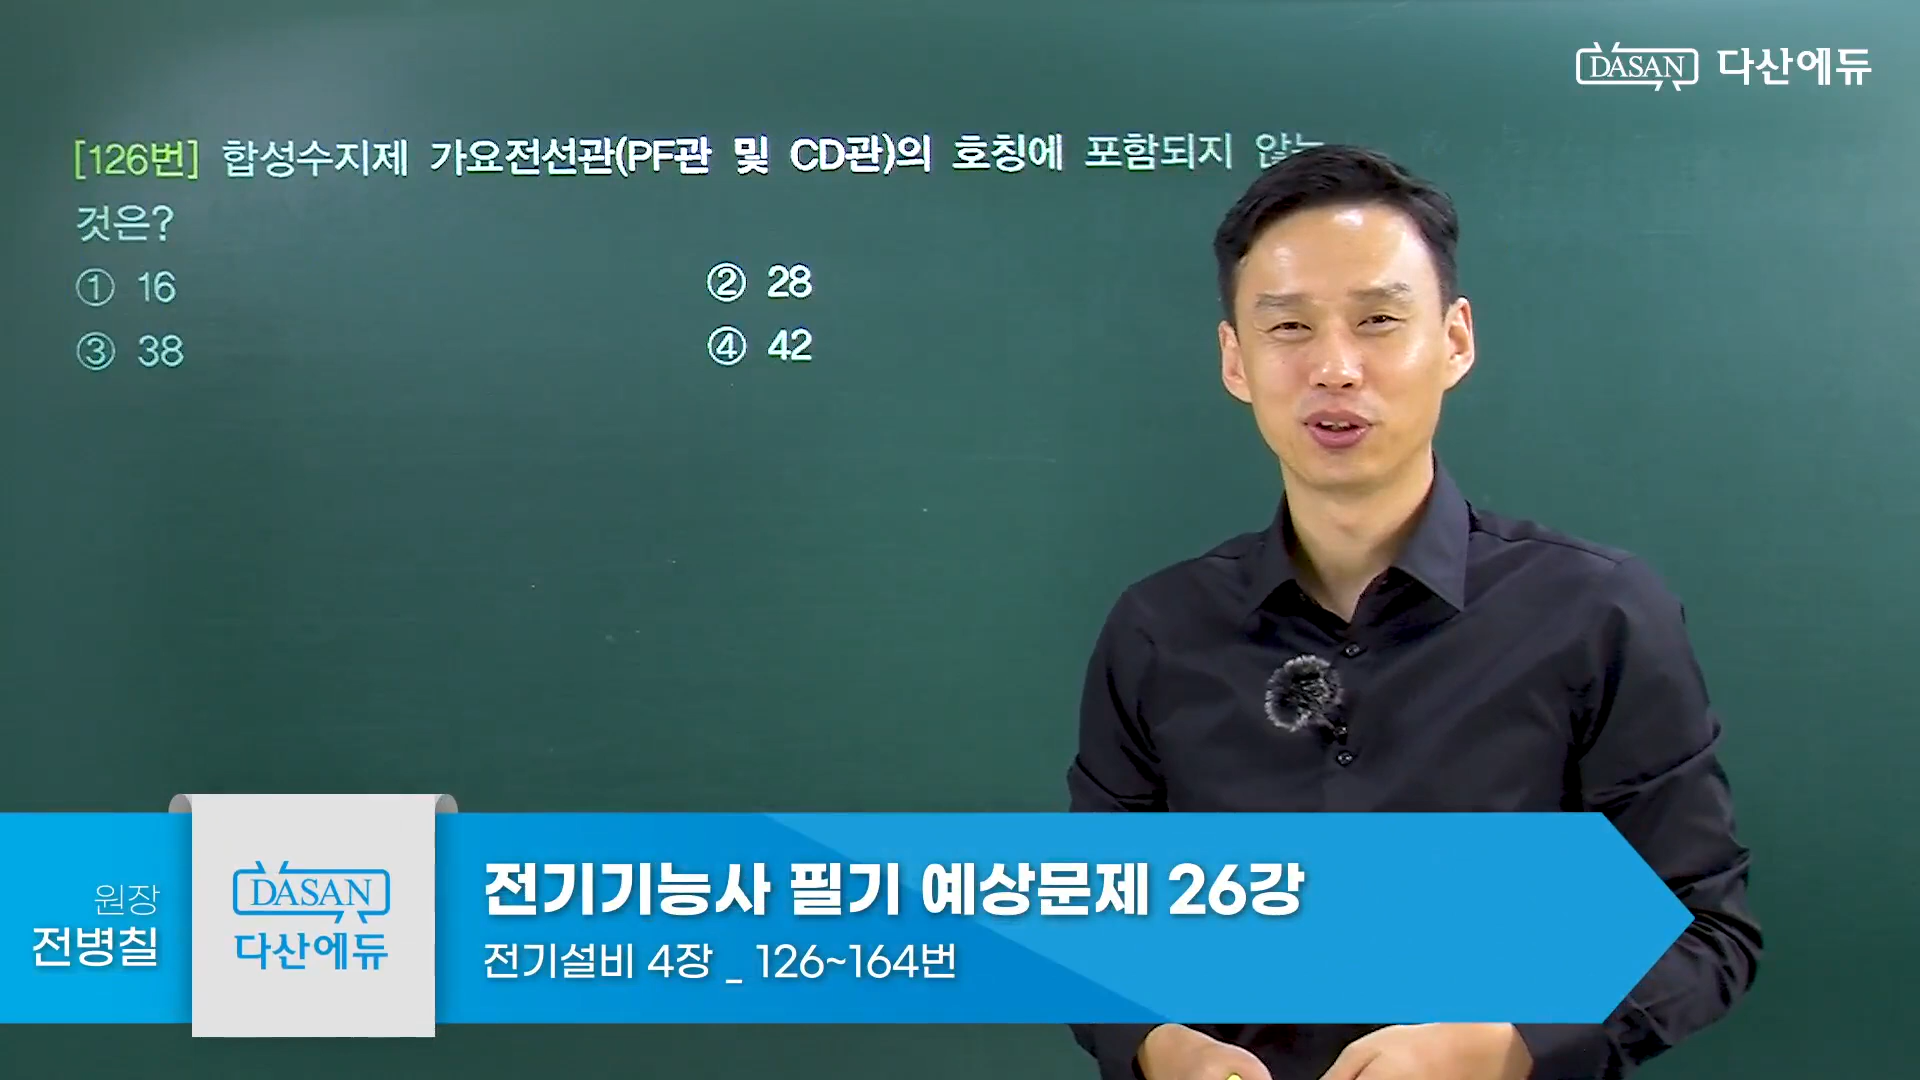 DASAN 다산에듀
[126번] 합성수지제 가요전선관(PF관 및 CD관)의 호칭에 포함되지
것은?
① 16 ② 28
③ 38 ④ 42
원장
전병칠
DASAN
다산에듀
전기기능사 필기 예상문제 26강
전기설비 4장 _ 126~164번